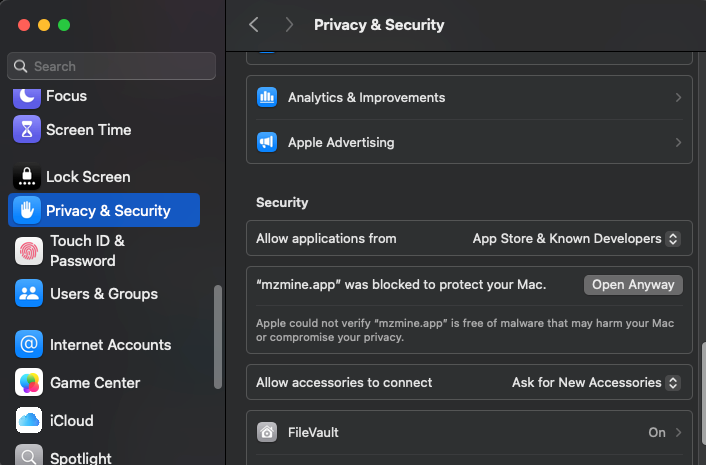 Privacy & Security
Search
Focus
Screen Time
Lock Screen
Privacy & Security
Touch ID &
Password
Users & Groups
Internet Accounts
Game Center
iCloud
Spotlight
Analytics & Improvements
Apple Advertising
Security
Allow applications from App Store & Known Developers
“mzmine.app” was blocked to protect your Mac. Open Anyway
Apple could not verify “mzmine.app” is free of malware that may harm your Mac
or compromise your privacy.
Allow accessories to connect Ask for New Accessories
FileVault On